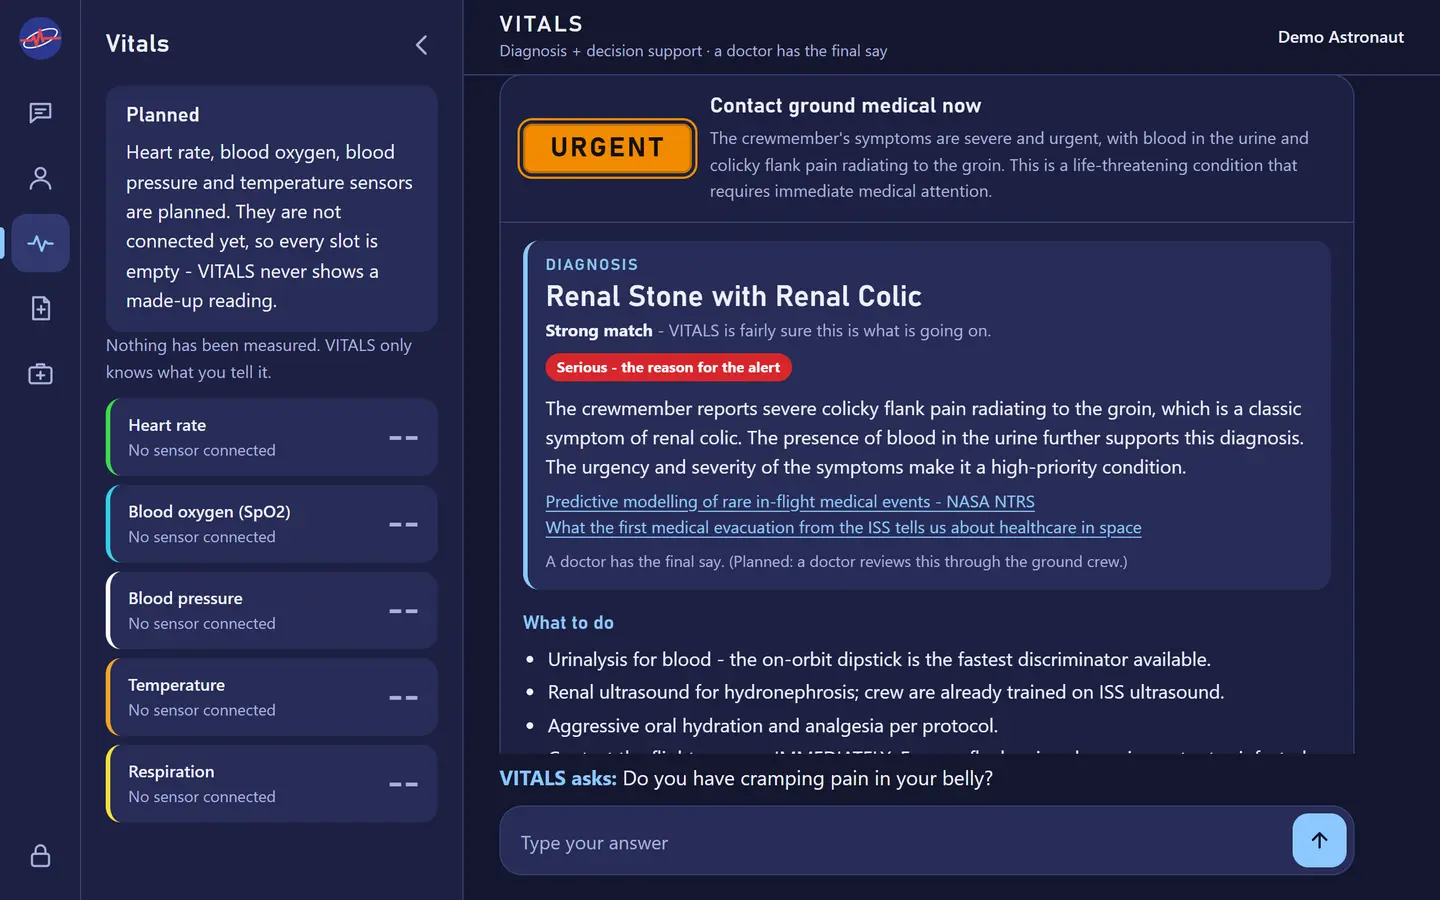 Vitals
Planned
Heart rate, blood oxygen, blood
pressure and temperature sensors
are planned. They are not
connected yet, so every slot is
empty - VITALS never shows a
made-up reading.
Nothing has been measured. VITALS only
knows what you tell it.
Heart rate
No sensor connected
--
Blood oxygen (SpO2)
No sensor connected
--
Blood pressure
No sensor connected
--
Temperature
No sensor connected
--
Respiration
No sensor connected
--
VITALS
Diagnosis + decision support · a doctor has the final say
Demo Astronaut
URGENT
Contact ground medical now
The crewmember's symptoms are severe and urgent, with blood in the urine and
colicky flank pain radiating to the groin. This is a life-threatening condition that
requires immediate medical attention.
DIAGNOSIS
Renal Stone with Renal Colic
Strong match - VITALS is fairly sure this is what is going on.
Serious - the reason for the alert
The crewmember reports severe colicky flank pain radiating to the groin, which is a classic
symptom of renal colic. The presence of blood in the urine further supports this diagnosis.
The urgency and severity of the symptoms make it a high-priority condition.
Predictive modelling of rare in-flight medical events - NASA NTRS
What the first medical evacuation from the ISS tells us about healthcare in space
A doctor has the final say. (Planned: a doctor reviews this through the ground crew.)
What to do
• Urinalysis for blood - the on-orbit dipstick is the fastest discriminator available.
• Renal ultrasound for hydronephrosis; crew are already trained on ISS ultrasound.
• Aggressive oral hydration and analgesia per protocol.
VITALS asks: Do you have cramping pain in your belly?
Type your answer